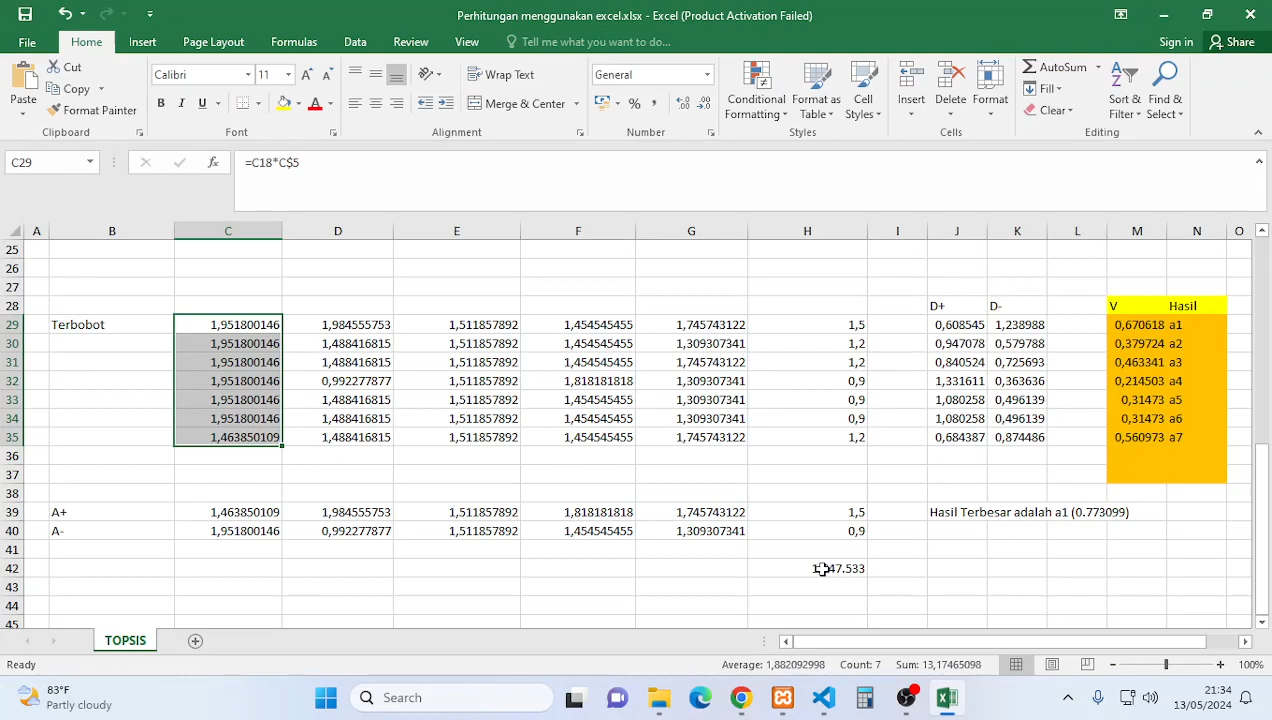 Perhitungan menggunakan excel.xlsx - Excel (Product Activation Failed)
File Home Insert Page Layout Formulas Data Review View Tell me what you want to do... Sign in Share
Paste Cut Copy Format Painter Clipboard
Calibri 11 A A B I U A Font
Wrap Text Merge & Center Alignment
General % , Number
Conditional Formatting Format as Table Cell Styles Styles
Insert Delete Format Cells
AutoSum Fill Clear Sort & Filter Find & Select Editing
C29 fx =C18*C$5
A B C D E F G H I J K L M N O
25
26
27
28 D+ D- V Hasil
29 Terbobot 1,951800146 1,984555753 1,511857892 1,454545455 1,745743122 1,5 0,608545 1,238988 0,670618 a1
30 1,951800146 1,488416815 1,511857892 1,454545455 1,309307341 1,2 0,947078 0,579788 0,379724 a2
31 1,951800146 1,488416815 1,511857892 1,454545455 1,745743122 1,2 0,840524 0,725693 0,463341 a3
32 1,951800146 0,992277877 1,511857892 1,818181818 1,309307341 0,9 1,331611 0,363636 0,214503 a4
33 1,951800146 1,488416815 1,511857892 1,454545455 1,309307341 0,9 1,080258 0,496139 0,31473 a5
34 1,951800146 1,488416815 1,511857892 1,454545455 1,309307341 0,9 1,080258 0,496139 0,31473 a6
35 1,463850109 1,488416815 1,511857892 1,454545455 1,745743122 1,2 0,684387 0,874486 0,560973 a7
36
37
38
39 A+ 1,463850109 1,984555753 1,511857892 1,818181818 1,745743122 1,5 Hasil Terbesar adalah a1 (0.773099)
40 A- 1,951800146 0,992277877 1,511857892 1,454545455 1,309307341 0,9
41
42
43
44
45
TOPSIS
Ready Average: 1,882092998 Count: 7 Sum: 13,17465098 100%
83°F
Partly cloudy
Search
21:34
13/05/2024